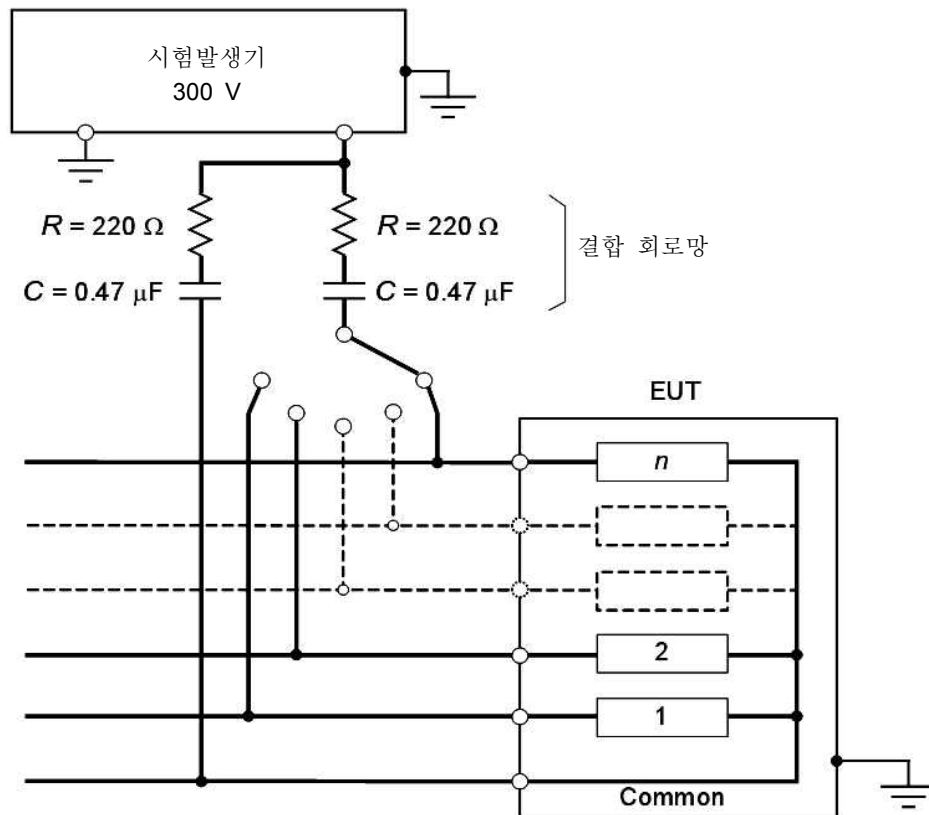 시험발생기
300 V
R = 220 Ω
R = 220 Ω
결합 회로망
C = 0.47 μF
C = 0.47 μF
EUT
n
2
1
Common